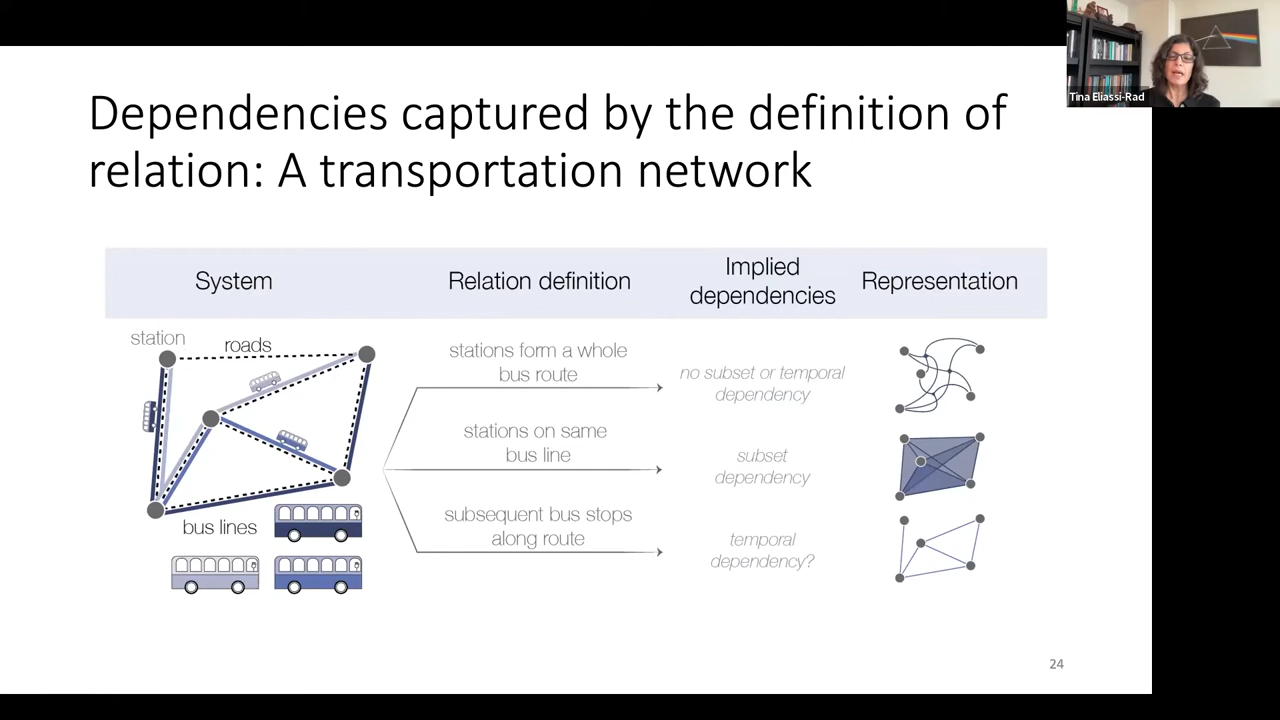 Tina Eliassi-Rad
Dependencies captured by the definition of
relation: A transportation network
System
Relation definition
Implied
dependencies
Representation
station
roads
bus lines
stations form a whole
bus route
no subset or temporal
dependency
stations on same
bus line
subset
dependency
subsequent bus stops
along route
temporal
dependency?
24